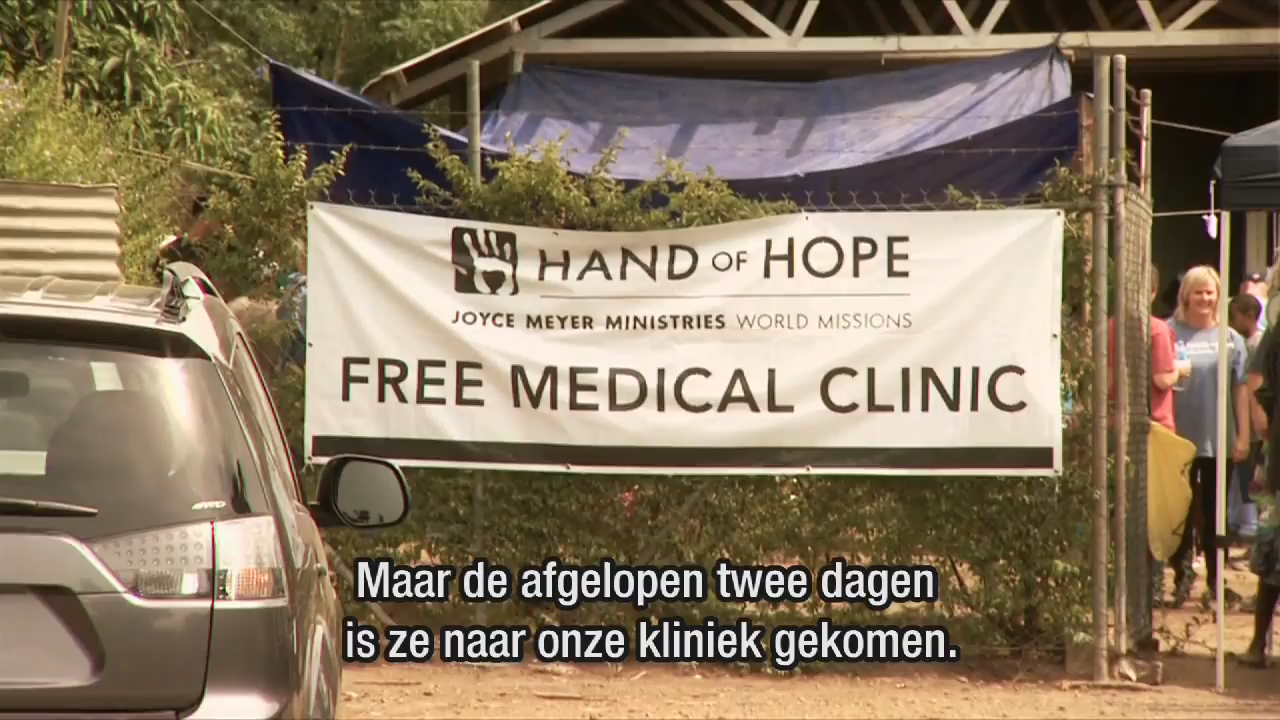 HAND OF HOPE
JOYCE MEYER MINISTRIES WORLD MISSIONS
FREE MEDICAL CLINIC
4WD
Maar de afgelopen twee dagen
is ze naar onze kliniek gekomen.